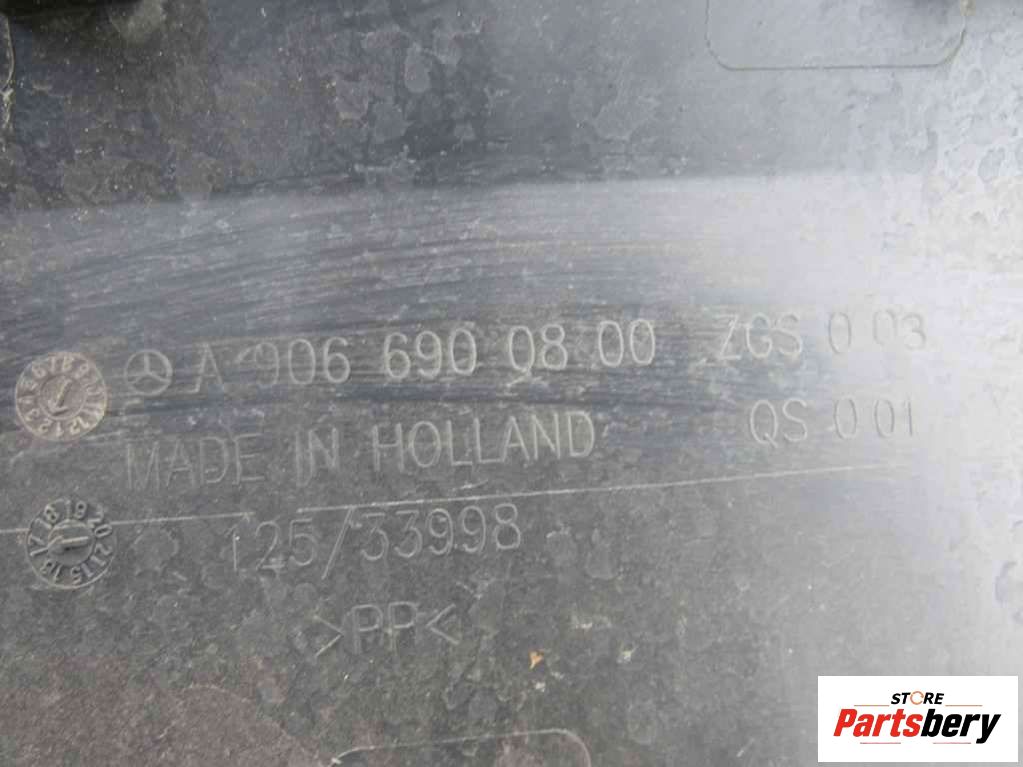 A 906 690 08 00 ZGS 0 03
MADE IN HOLLAND QS 0 01
125/33998
>PP<
STORE
Partsbery